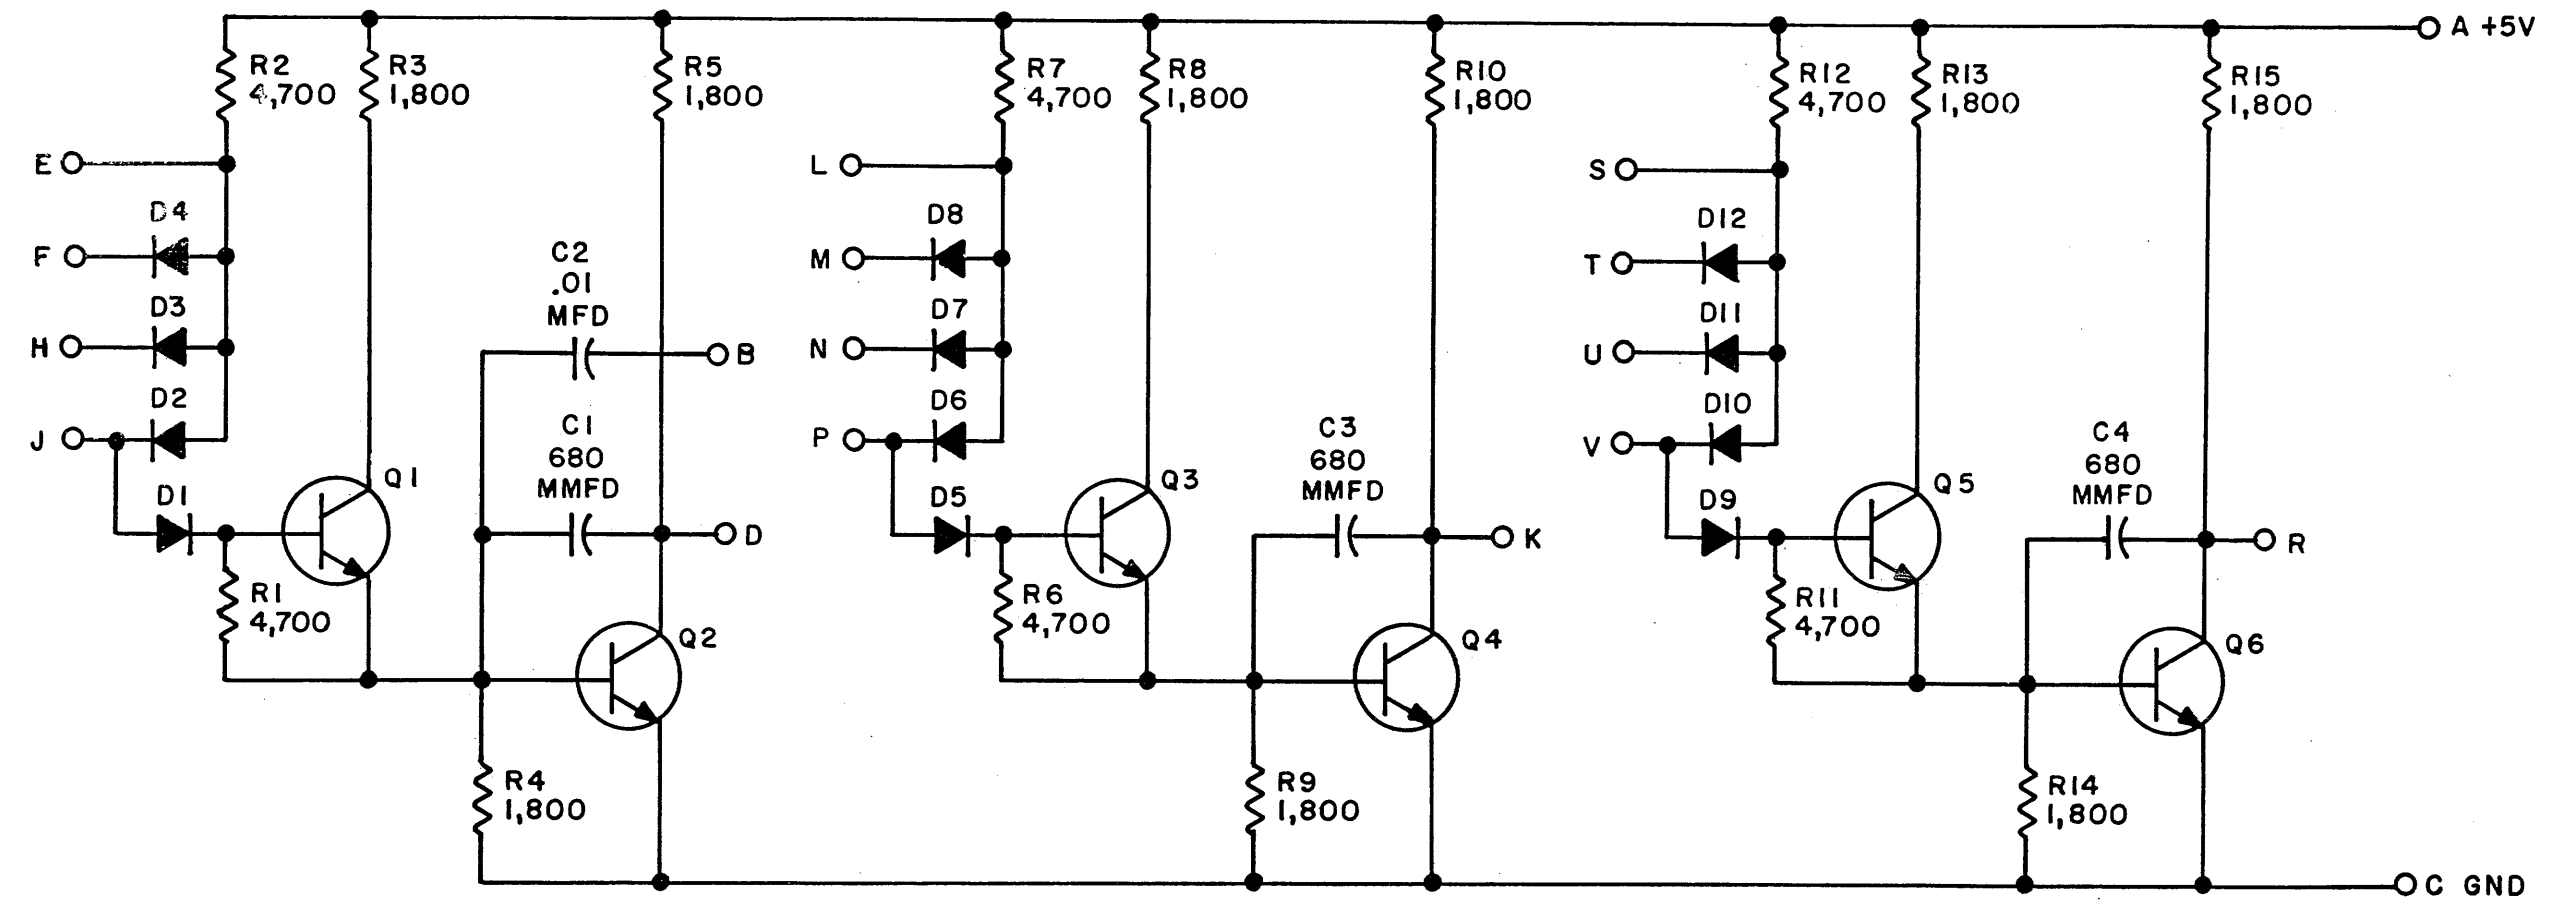 A +5V
R2
4,700
R3
1,800
R5
1,800
R7
4,700
R8
1,800
R10
1,800
R12
4,700
R13
1,800
R15
1,800
E
L
S
D4
F
D8
M
D12
T
C2
.01
MFD
B
D3
H
D7
N
D11
U
D2
J
D6
P
D10
V
C1
680
MMFD
D
C3
680
MMFD
K
C4
680
MMFD
R
Q1
Q3
Q5
D1
D5
D9
R1
4,700
R6
4,700
R11
4,700
Q2
Q4
Q6
R4
1,800
R9
1,800
R14
1,800
C GND